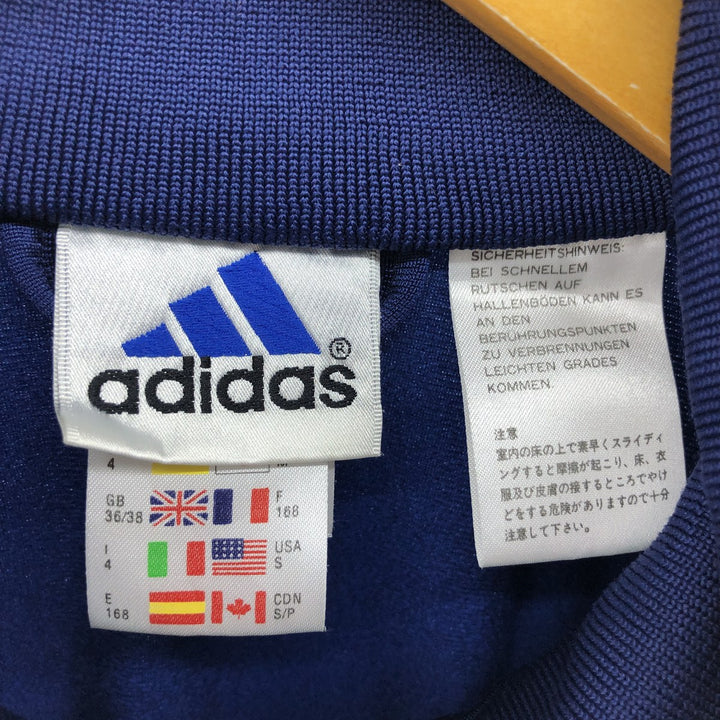 adidas
®
4
GB
36/38
F
168
I
4
USA
S
E
168
CDN
S/P
SICHERHEITSHINWEIS:
BEI SCHNELLEM
RUTSCHEN AUF
HALLENBÖDEN KANN ES
AN DEN
BERÜHRUNGSPUNKTEN
ZU VERBRENNUNGEN
LEICHTEN GRADES
KOMMEN.
注意
室内の床の上で素早くスライディ
ングすると摩擦が起こり、床、衣
服及び皮膚の接するところでやけ
どをする危険がありますので十分
注意して下さい。